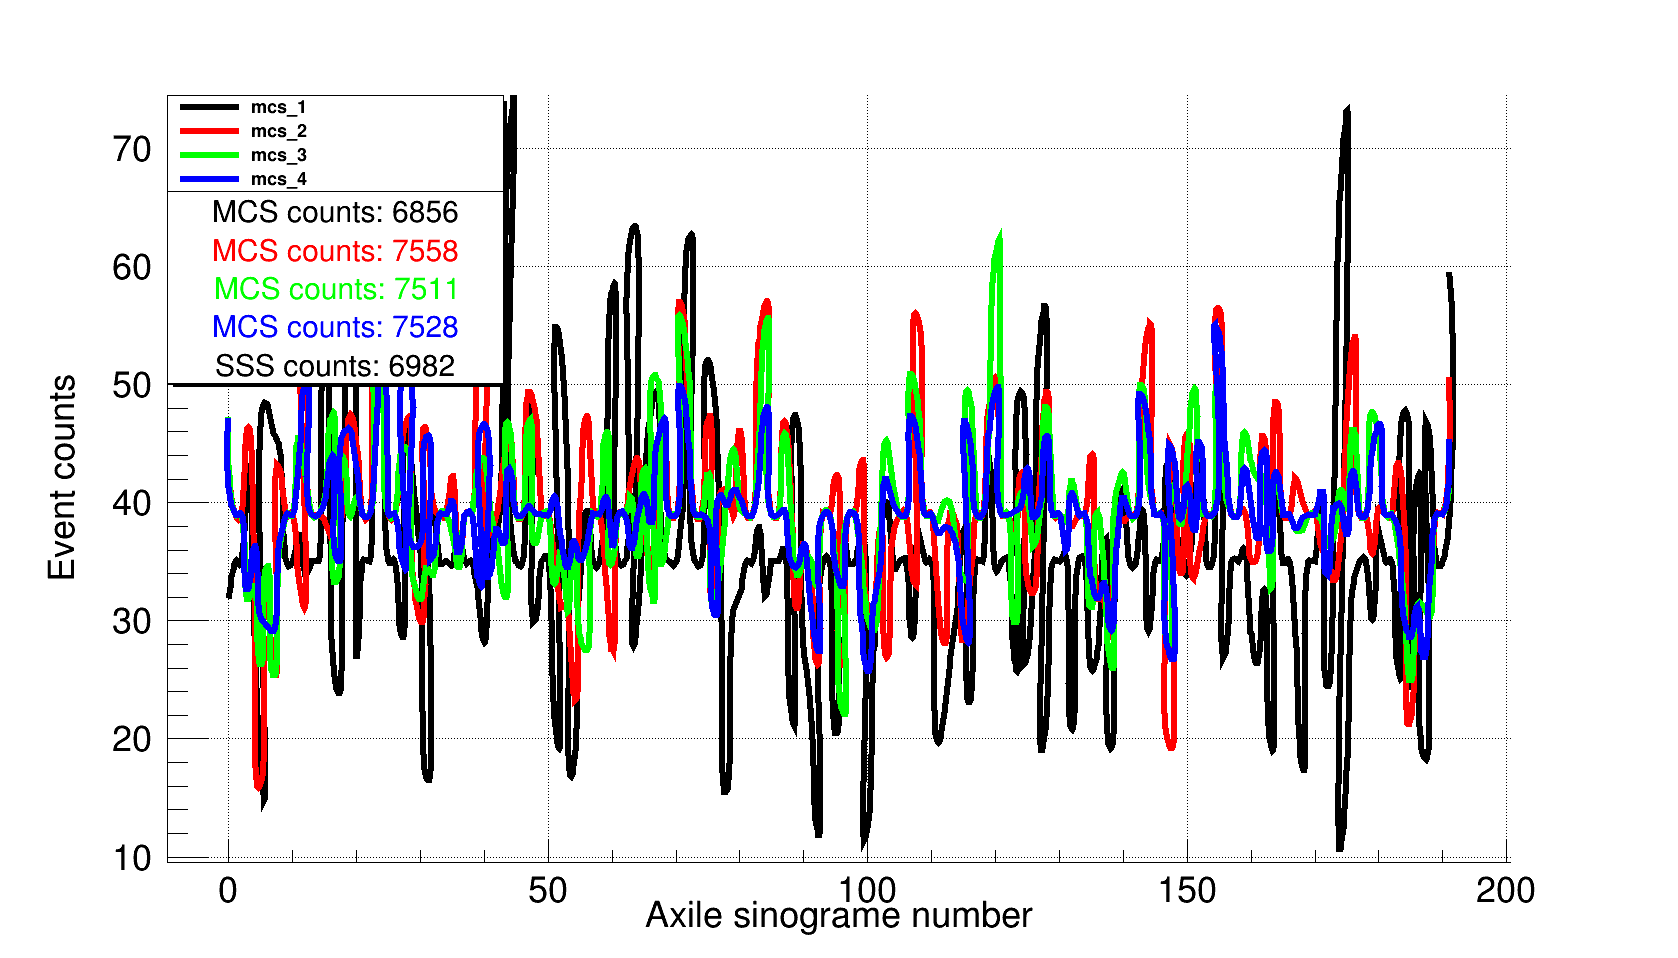 mcs_1
mcs_2
mcs_3
mcs_4
MCS counts: 6856
MCS counts: 7558
MCS counts: 7511
MCS counts: 7528
SSS counts: 6982
70
60
50
40
30
20
10
Event counts
0 50 100 150 200
Axile sinograme number